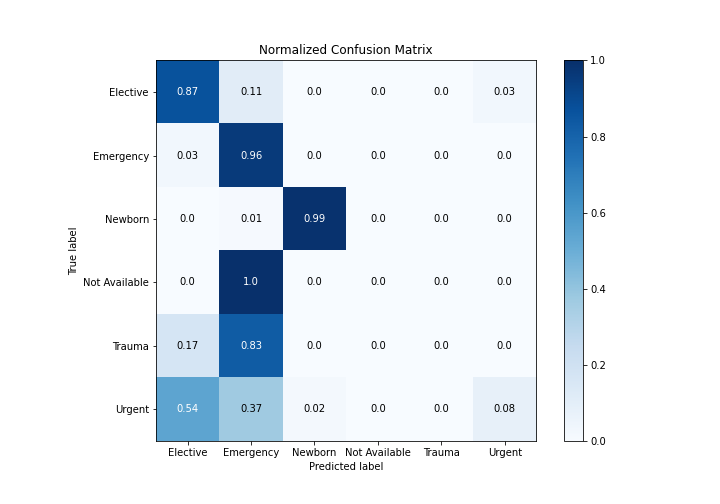 Normalized Confusion Matrix
True label
Elective 0.87 0.11 0.0 0.0 0.0 0.03
Emergency 0.03 0.96 0.0 0.0 0.0 0.0
Newborn 0.0 0.01 0.99 0.0 0.0 0.0
Not Available 0.0 1.0 0.0 0.0 0.0 0.0
Trauma 0.17 0.83 0.0 0.0 0.0 0.0
Urgent 0.54 0.37 0.02 0.0 0.0 0.08
Elective Emergency Newborn Not Available Trauma Urgent
Predicted label
1.0
0.8
0.6
0.4
0.2
0.0